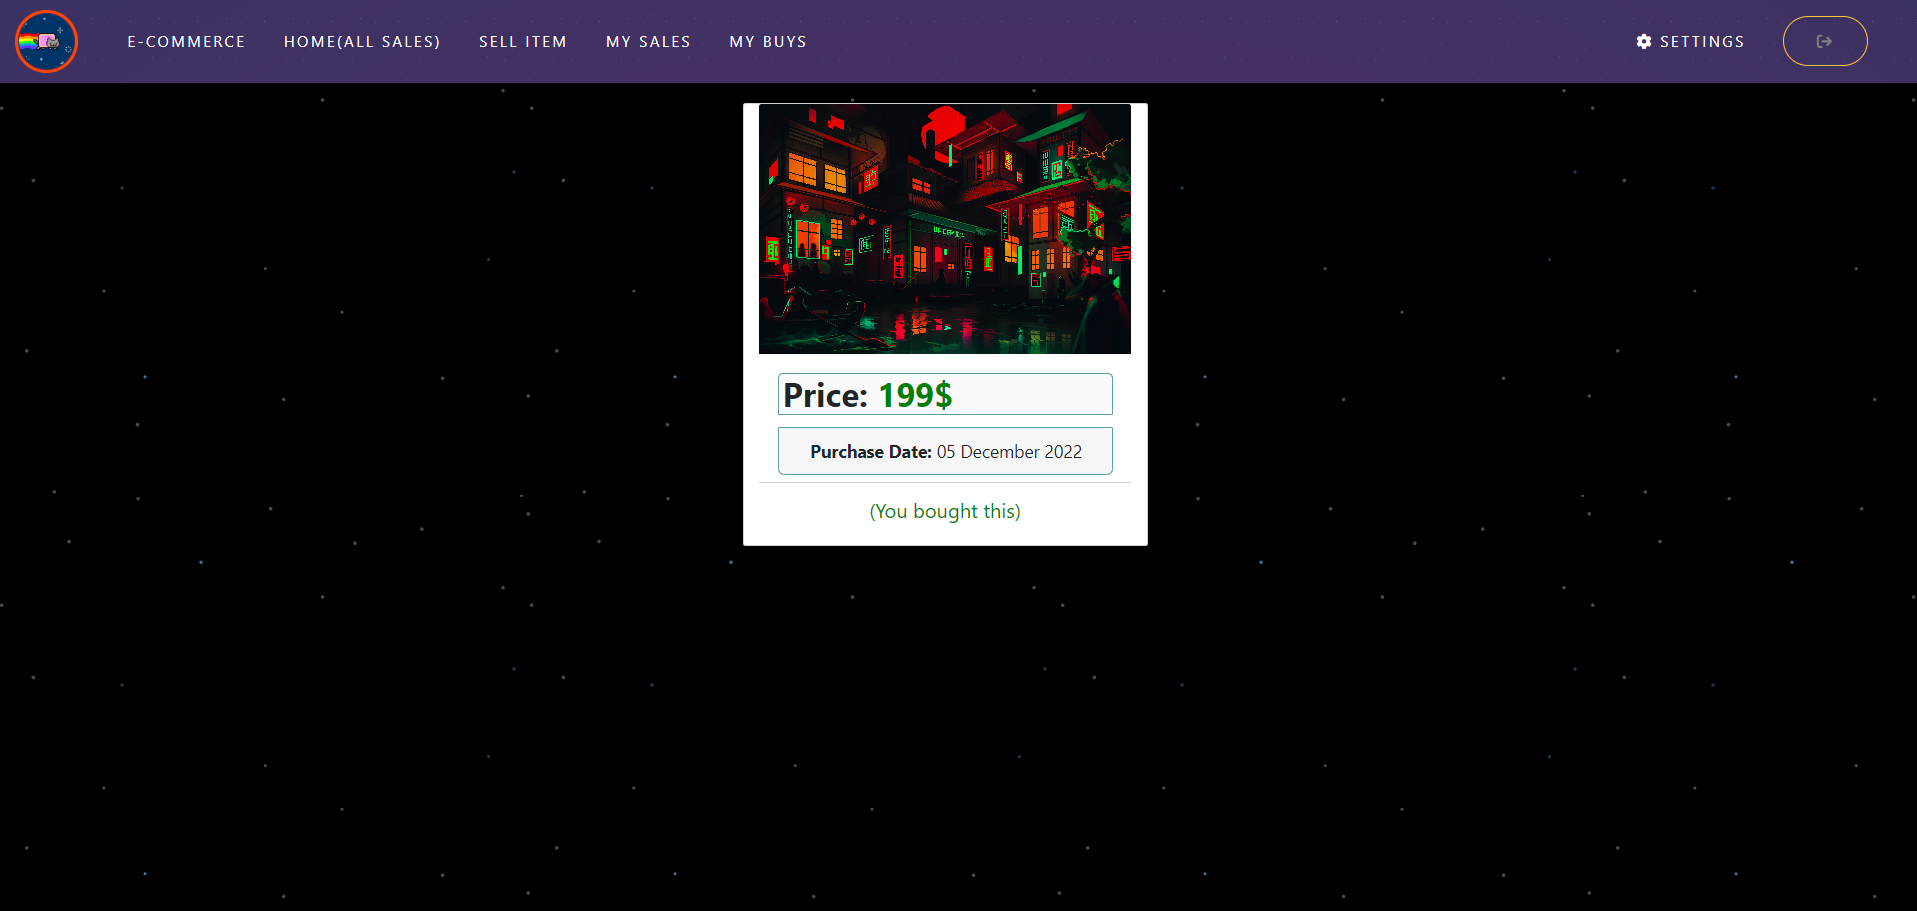 E-COMMERCE HOME(ALL SALES) SELL ITEM MY SALES MY BUYS SETTINGS
Price: 199$
Purchase Date: 05 December 2022
(You bought this)